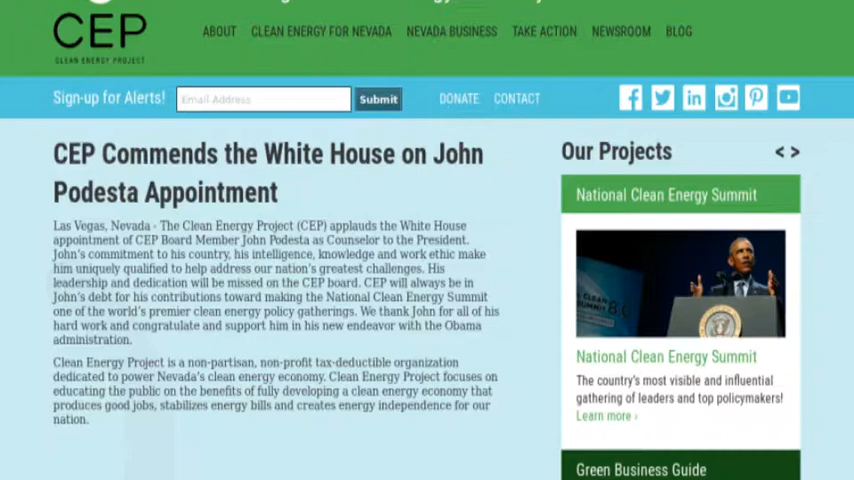 CEP
CLEAN ENERGY PROJECT
ABOUT CLEAN ENERGY FOR NEVADA NEVADA BUSINESS TAKE ACTION NEWSROOM BLOG
Sign-up for Alerts! Email Address Submit DONATE CONTACT
CEP Commends the White House on John
Podesta Appointment
Las Vegas, Nevada - The Clean Energy Project (CEP) applauds the White House
appointment of CEP Board Member John Podesta as Counselor to the President.
John's commitment to his country, his intelligence, knowledge and work ethic make
him uniquely qualified to help address our nation's greatest challenges. His
leadership and dedication will be missed on the CEP board. CEP will always be in
John's debt for his contributions toward making the National Clean Energy Summit
one of the world's premier clean energy policy gatherings. We thank John for all of his
hard work and congratulate and support him in his new endeavor with the Obama
administration.
Clean Energy Project is a non-partisan, non-profit tax-deductible organization
dedicated to power Nevada's clean energy economy. Clean Energy Project focuses on
educating the public on the benefits of fully developing a clean energy economy that
produces good jobs, stabilizes energy bills and creates energy independence for our
nation.
Our Projects < >
National Clean Energy Summit
CLEAN
SUMMIT 8.0
National Clean Energy Summit
The country's most visible and influential
gathering of leaders and top policymakers!
Learn more ›
Green Business Guide